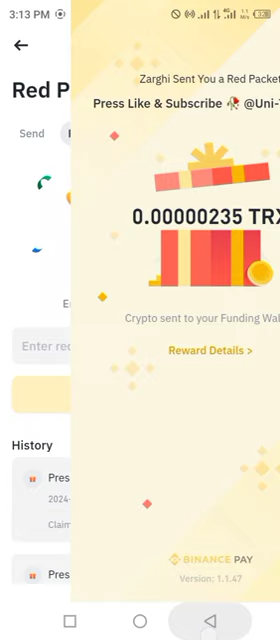 3:13 PM
Zarghi Sent You a Red Packet
Red P
Press Like & Subscribe 🥀 @Uni-
Send
0.00000235 TRX
Crypto sent to your Funding Wal
Enter rec
Reward Details >
History
Pres
2024-
Claim
BINANCE PAY
Pres
Version: 1.1.47